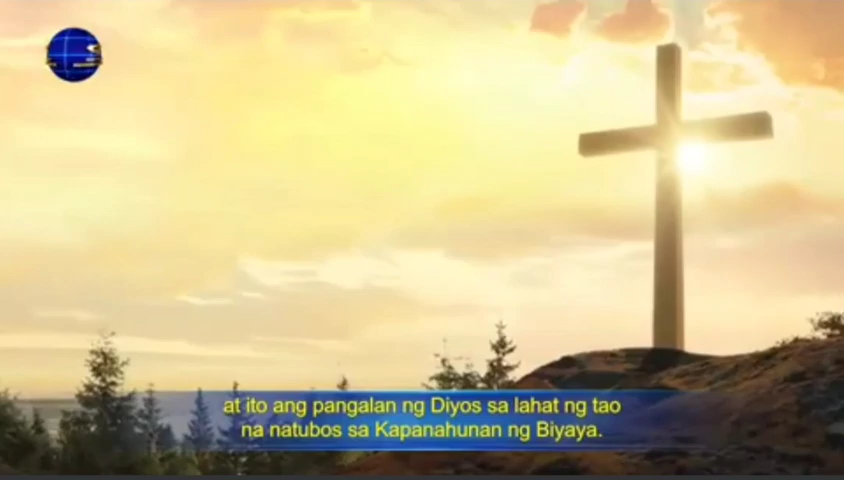 at ito ang pangalan ng Diyos sa lahat ng tao
na natubos sa Kapanahunan ng Biyaya.